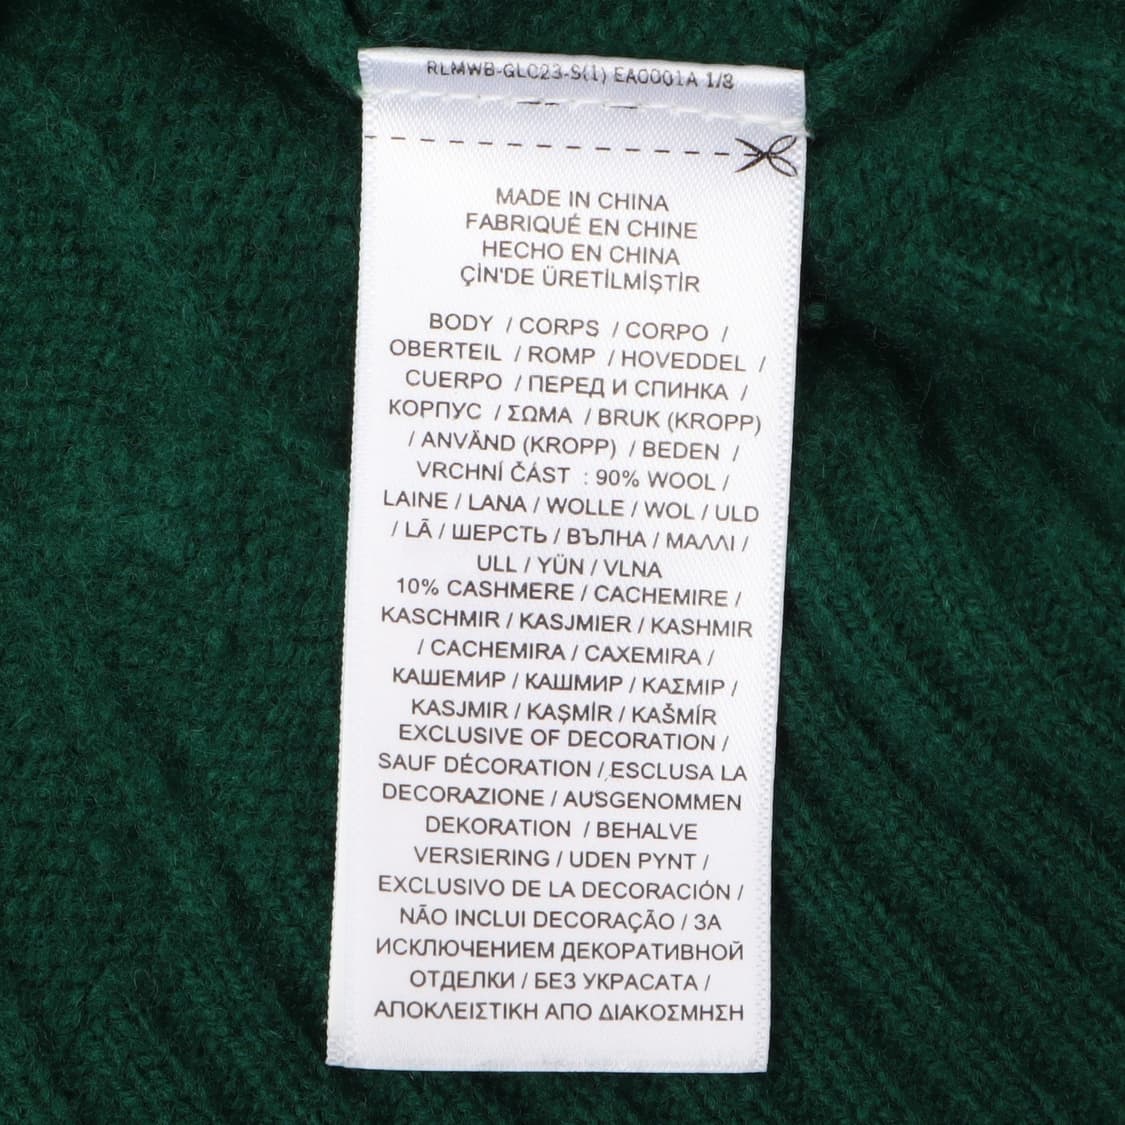 RLMWB-GLC23-S(1) EA0001A 1/8
MADE IN CHINA
FABRIQUÉ EN CHINE
HECHO EN CHINA
ÇİN'DE ÜRETİLMİŞTİR
BODY / CORPS / CORPO /
OBERTEIL / ROMP / HOVEDDEL /
CUERPO / ПЕРЕД И СПИНКА /
КОРПУС / ΣΩΜΑ / BRUK (KROPP)
/ ANVÄND (KROPP) / BEDEN /
VRCHNÍ ČÁST : 90% WOOL /
LAINE / LANA / WOLLE / WOL / ULD
/ LÃ / ШЕРСТЬ / ВЪЛНА / ΜΑΛΛΙ /
ULL / YÜN / VLNA
10% CASHMERE / CACHEMIRE /
KASCHMIR / KASJMIER / KASHMIR
/ CACHEMIRA / CAXEMIRA /
КАШЕМИР / КАШМИР / ΚΑΣΜΙΡ /
KASJMIR / KAŞMİR / KAŠMÍR
EXCLUSIVE OF DECORATION /
SAUF DÉCORATION / ESCLUSA LA
DECORAZIONE / AUSGENOMMEN
DEKORATION / BEHALVE
VERSIERING / UDEN PYNT /
EXCLUSIVO DE LA DECORACIÓN /
NÃO INCLUI DECORAÇÃO / ЗА
ИСКЛЮЧЕНИЕМ ДЕКОРАТИВНОЙ
ОТДЕЛКИ / БЕЗ УКРАСАТА /
ΑΠΟΚΛΕΙΣΤΙΚΗ ΑΠΟ ΔΙΑΚΟΣΜΗΣΗ